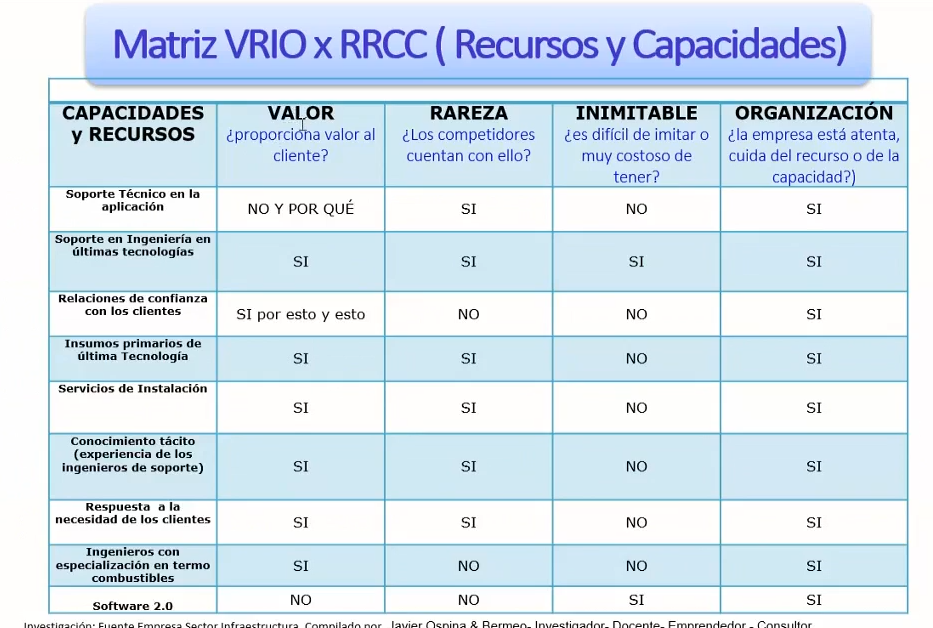 Matriz VRIO x RRCC ( Recursos y Capacidades)
CAPACIDADES
y RECURSOS
VALOR
¿proporciona valor al
cliente?
RAREZA
¿Los competidores
cuentan con ello?
INIMITABLE
¿es difícil de imitar o
muy costoso de
tener?
ORGANIZACIÓN
¿la empresa está atenta,
cuida del recurso o de la
capacidad?)
Soporte Técnico en la
aplicación
NO Y POR QUÉ
SI
NO
SI
Soporte en Ingeniería en
últimas tecnologías
SI
SI
SI
SI
Relaciones de confianza
con los clientes
SI por esto y esto
NO
NO
SI
Insumos primarios de
última Tecnología
SI
SI
NO
SI
Servicios de Instalación
SI
SI
NO
SI
Conocimiento tácito
(experiencia de los
ingenieros de soporte)
SI
SI
NO
SI
Respuesta a la
necesidad de los clientes
SI
SI
NO
SI
Ingenieros con
especialización en termo
combustibles
SI
NO
NO
SI
Software 2.0
NO
NO
SI
SI
Investigación: Fuente Empresa Sector Infraestructura. Compilado por Javier Ospina & Bermeo- Investigador- Docente- Emprendedor - Consultor